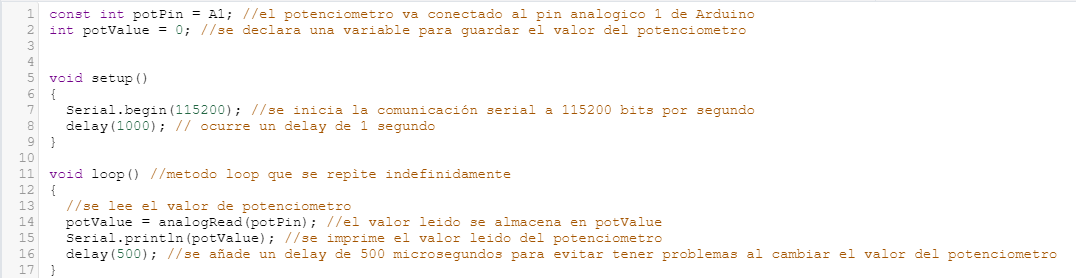 1 const int potPin = A1; //el potenciometro va conectado al pin analogico 1 de Arduino
2 int potValue = 0; //se declara una variable para guardar el valor del potenciometro
3
4
5 void setup()
6 {
7 Serial.begin(115200); //se inicia la comunicación serial a 115200 bits por segundo
8 delay(1000); // ocurre un delay de 1 segundo
9 }
10
11 void loop() //metodo loop que se repite indefinidamente
12 {
13 //se lee el valor de potenciometro
14 potValue = analogRead(potPin); //el valor leido se almacena en potValue
15 Serial.println(potValue); //se imprime el valor leido del potenciometro
16 delay(500); //se añade un delay de 500 microsegundos para evitar tener problemas al cambiar el valor del potenciometro
17 }